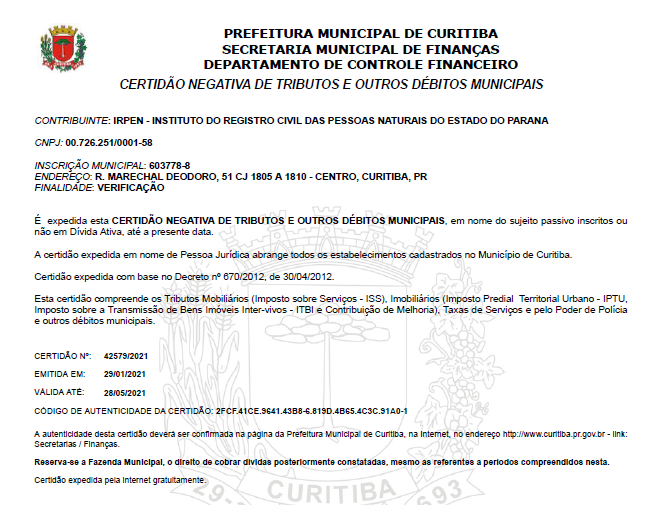 PREFEITURA MUNICIPAL DE CURITIBA
SECRETARIA MUNICIPAL DE FINANÇAS
DEPARTAMENTO DE CONTROLE FINANCEIRO
CERTIDÃO NEGATIVA DE TRIBUTOS E OUTROS DÉBITOS MUNICIPAIS
CONTRIBUINTE: IRPEN - INSTITUTO DO REGISTRO CIVIL DAS PESSOAS NATURAIS DO ESTADO DO PARANA
CNPJ: 00.726.251/0001-58
INSCRIÇÃO MUNICIPAL: 603778-8
ENDEREÇO: R. MARECHAL DEODORO, 51 CJ 1805 A 1810 - CENTRO, CURITIBA, PR
FINALIDADE: VERIFICAÇÃO
É expedida esta CERTIDÃO NEGATIVA DE TRIBUTOS E OUTROS DÉBITOS MUNICIPAIS, em nome do sujeito passivo inscritos ou
não em Dívida Ativa, até a presente data.
A certidão expedida em nome de Pessoa Jurídica abrange todos os estabelecimentos cadastrados no Município de Curitiba.
Certidão expedida com base no Decreto nº 670/2012, de 30/04/2012.
Esta certidão compreende os Tributos Mobiliários (Imposto sobre Serviços - ISS), Imobiliários (Imposto Predial Territorial Urbano - IPTU,
Imposto sobre a Transmissão de Bens Imóveis Inter-vivos - ITBI e Contribuição de Melhoria), Taxas de Serviços e pelo Poder de Polícia
e outros débitos municipais.
CERTIDÃO Nº: 42579/2021
EMITIDA EM: 29/01/2021
VÁLIDA ATÉ: 28/05/2021
CÓDIGO DE AUTENTICIDADE DA CERTIDÃO: 2FCF.41CE.9641.43B8-6.819D.4B65.4C3C.91A0-1
A autenticidade desta certidão deverá ser confirmada na página da Prefeitura Municipal de Curitiba, na Internet, no endereço http://www.curitiba.pr.gov.br - link:
Secretarias / Finanças.
Reserva-se a Fazenda Municipal, o direito de cobrar dívidas posteriormente constatadas, mesmo as referentes a períodos compreendidos nesta.
Certidão expedida pela Internet gratuitamente.
29- CURITIBA 693